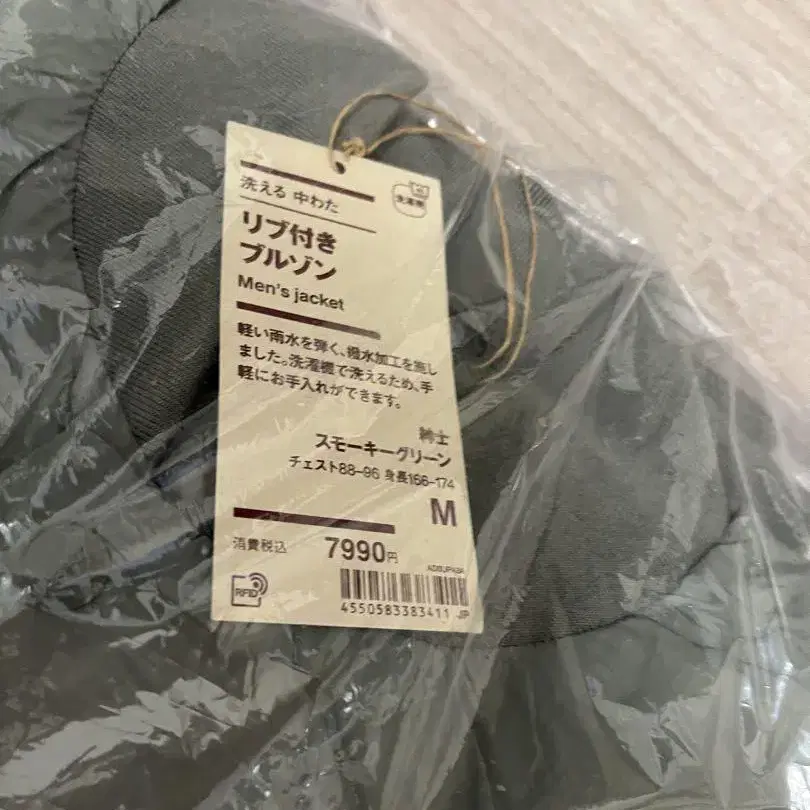 洗える 中わた
洗濯機
リブ付き
ブルゾン
Men's jacket
軽い雨水を弾く、撥水加工を施し
ました。洗濯機で洗えるため、手
軽にお手入れができます。
紳士
スモーキーグリーン
チェスト88-96 身長166-174
M
消費税込 7990円
RFID
4550583383411 JP